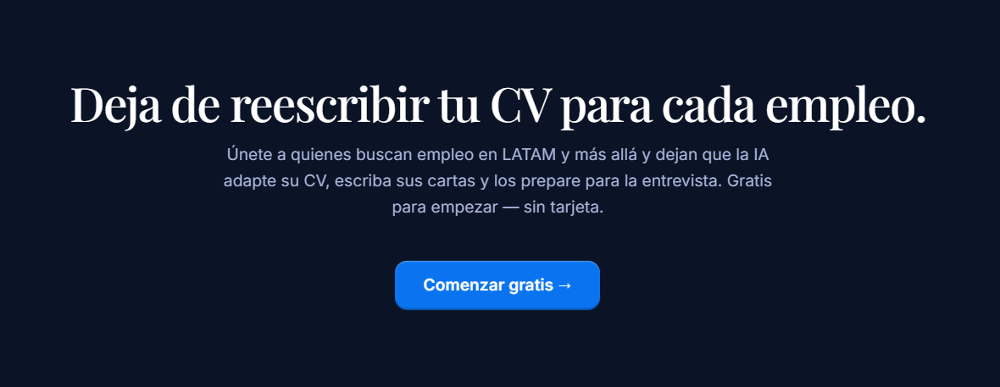 Deja de reescribir tu CV para cada empleo.
Únete a quienes buscan empleo en LATAM y más allá y dejan que la IA
adapte su CV, escriba sus cartas y los prepare para la entrevista. Gratis
para empezar — sin tarjeta.
Comenzar gratis →